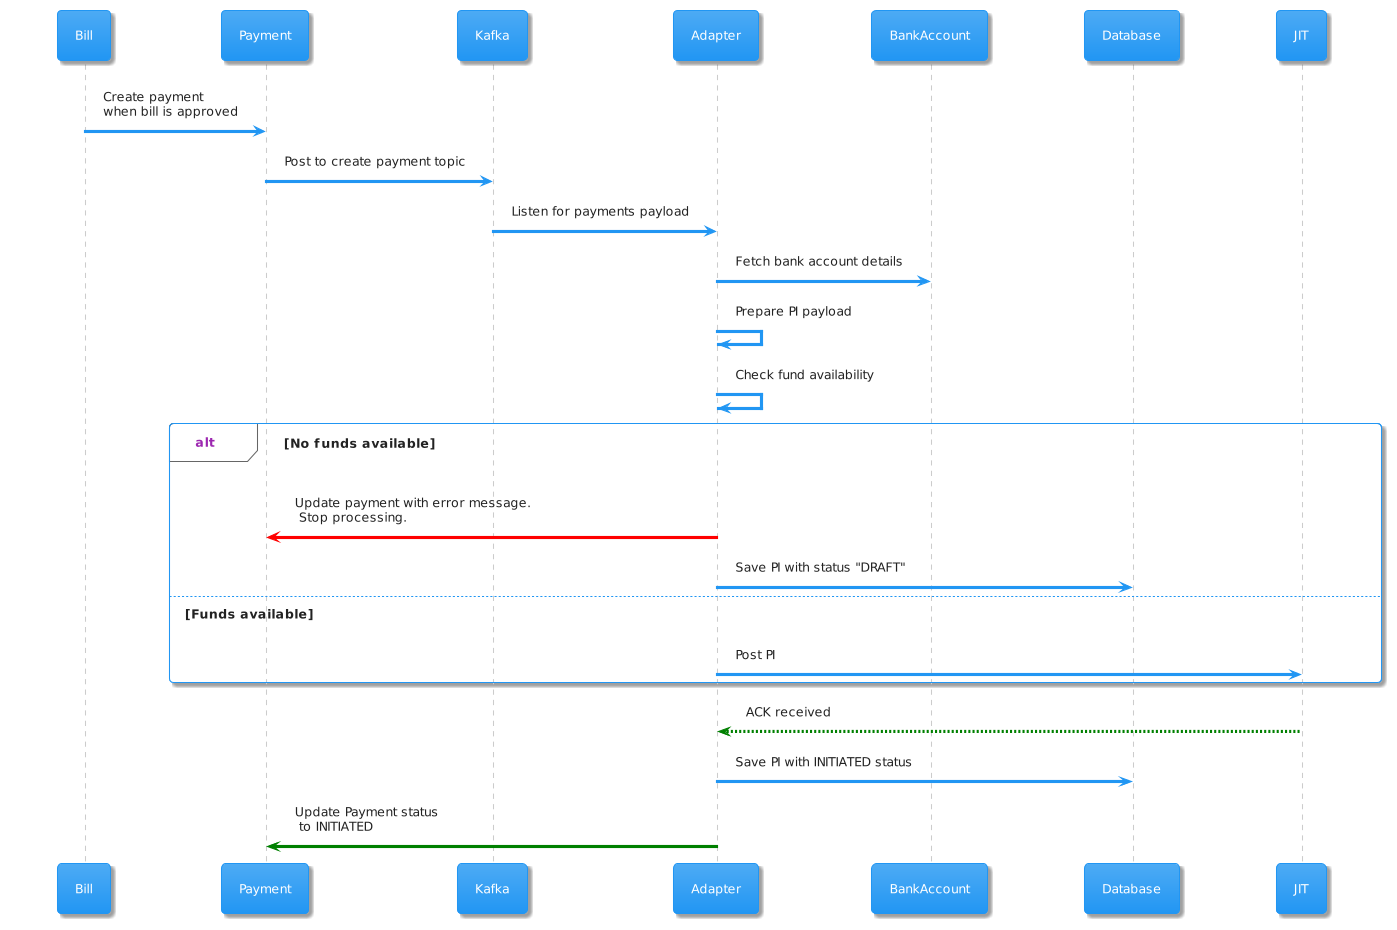 Bill
Payment
Kafka
Adapter
BankAccount
Database
JIT
Create payment
when bill is approved
Post to create payment topic
Listen for payments payload
Fetch bank account details
Prepare PI payload
Check fund availability
alt
[No funds available]
Update payment with error message.
Stop processing.
Save PI with status "DRAFT"
[Funds available]
Post PI
ACK received
Save PI with INITIATED status
Update Payment status
to INITIATED
Bill
Payment
Kafka
Adapter
BankAccount
Database
JIT